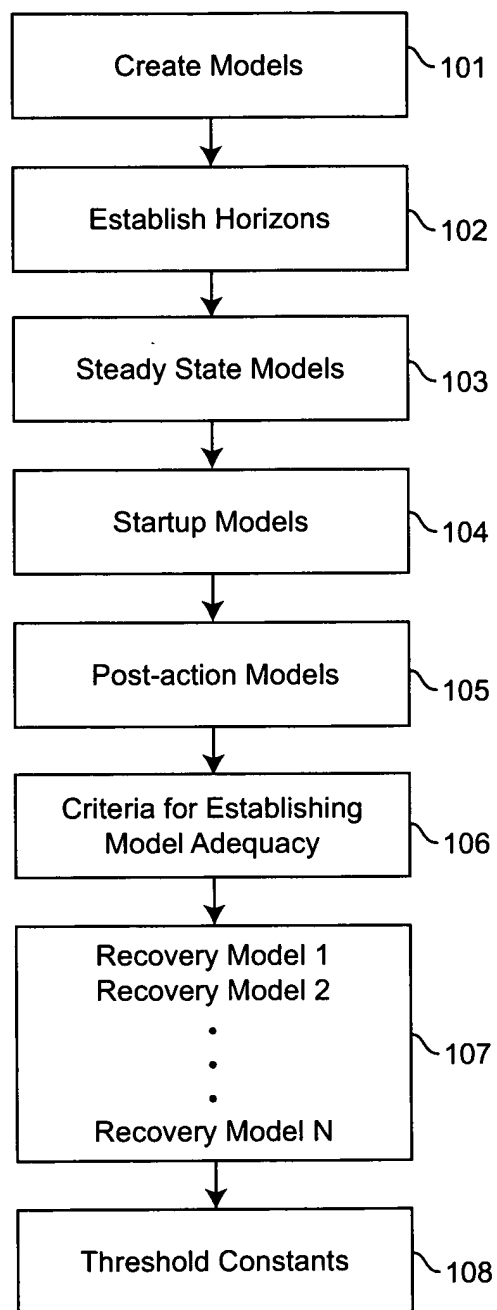 Create Models
101
Establish Horizons
102
Steady State Models
103
Startup Models
104
Post-action Models
105
Criteria for Establishing
Model Adequacy
106
Recovery Model 1
Recovery Model 2
Recovery Model N
107
Threshold Constants
108